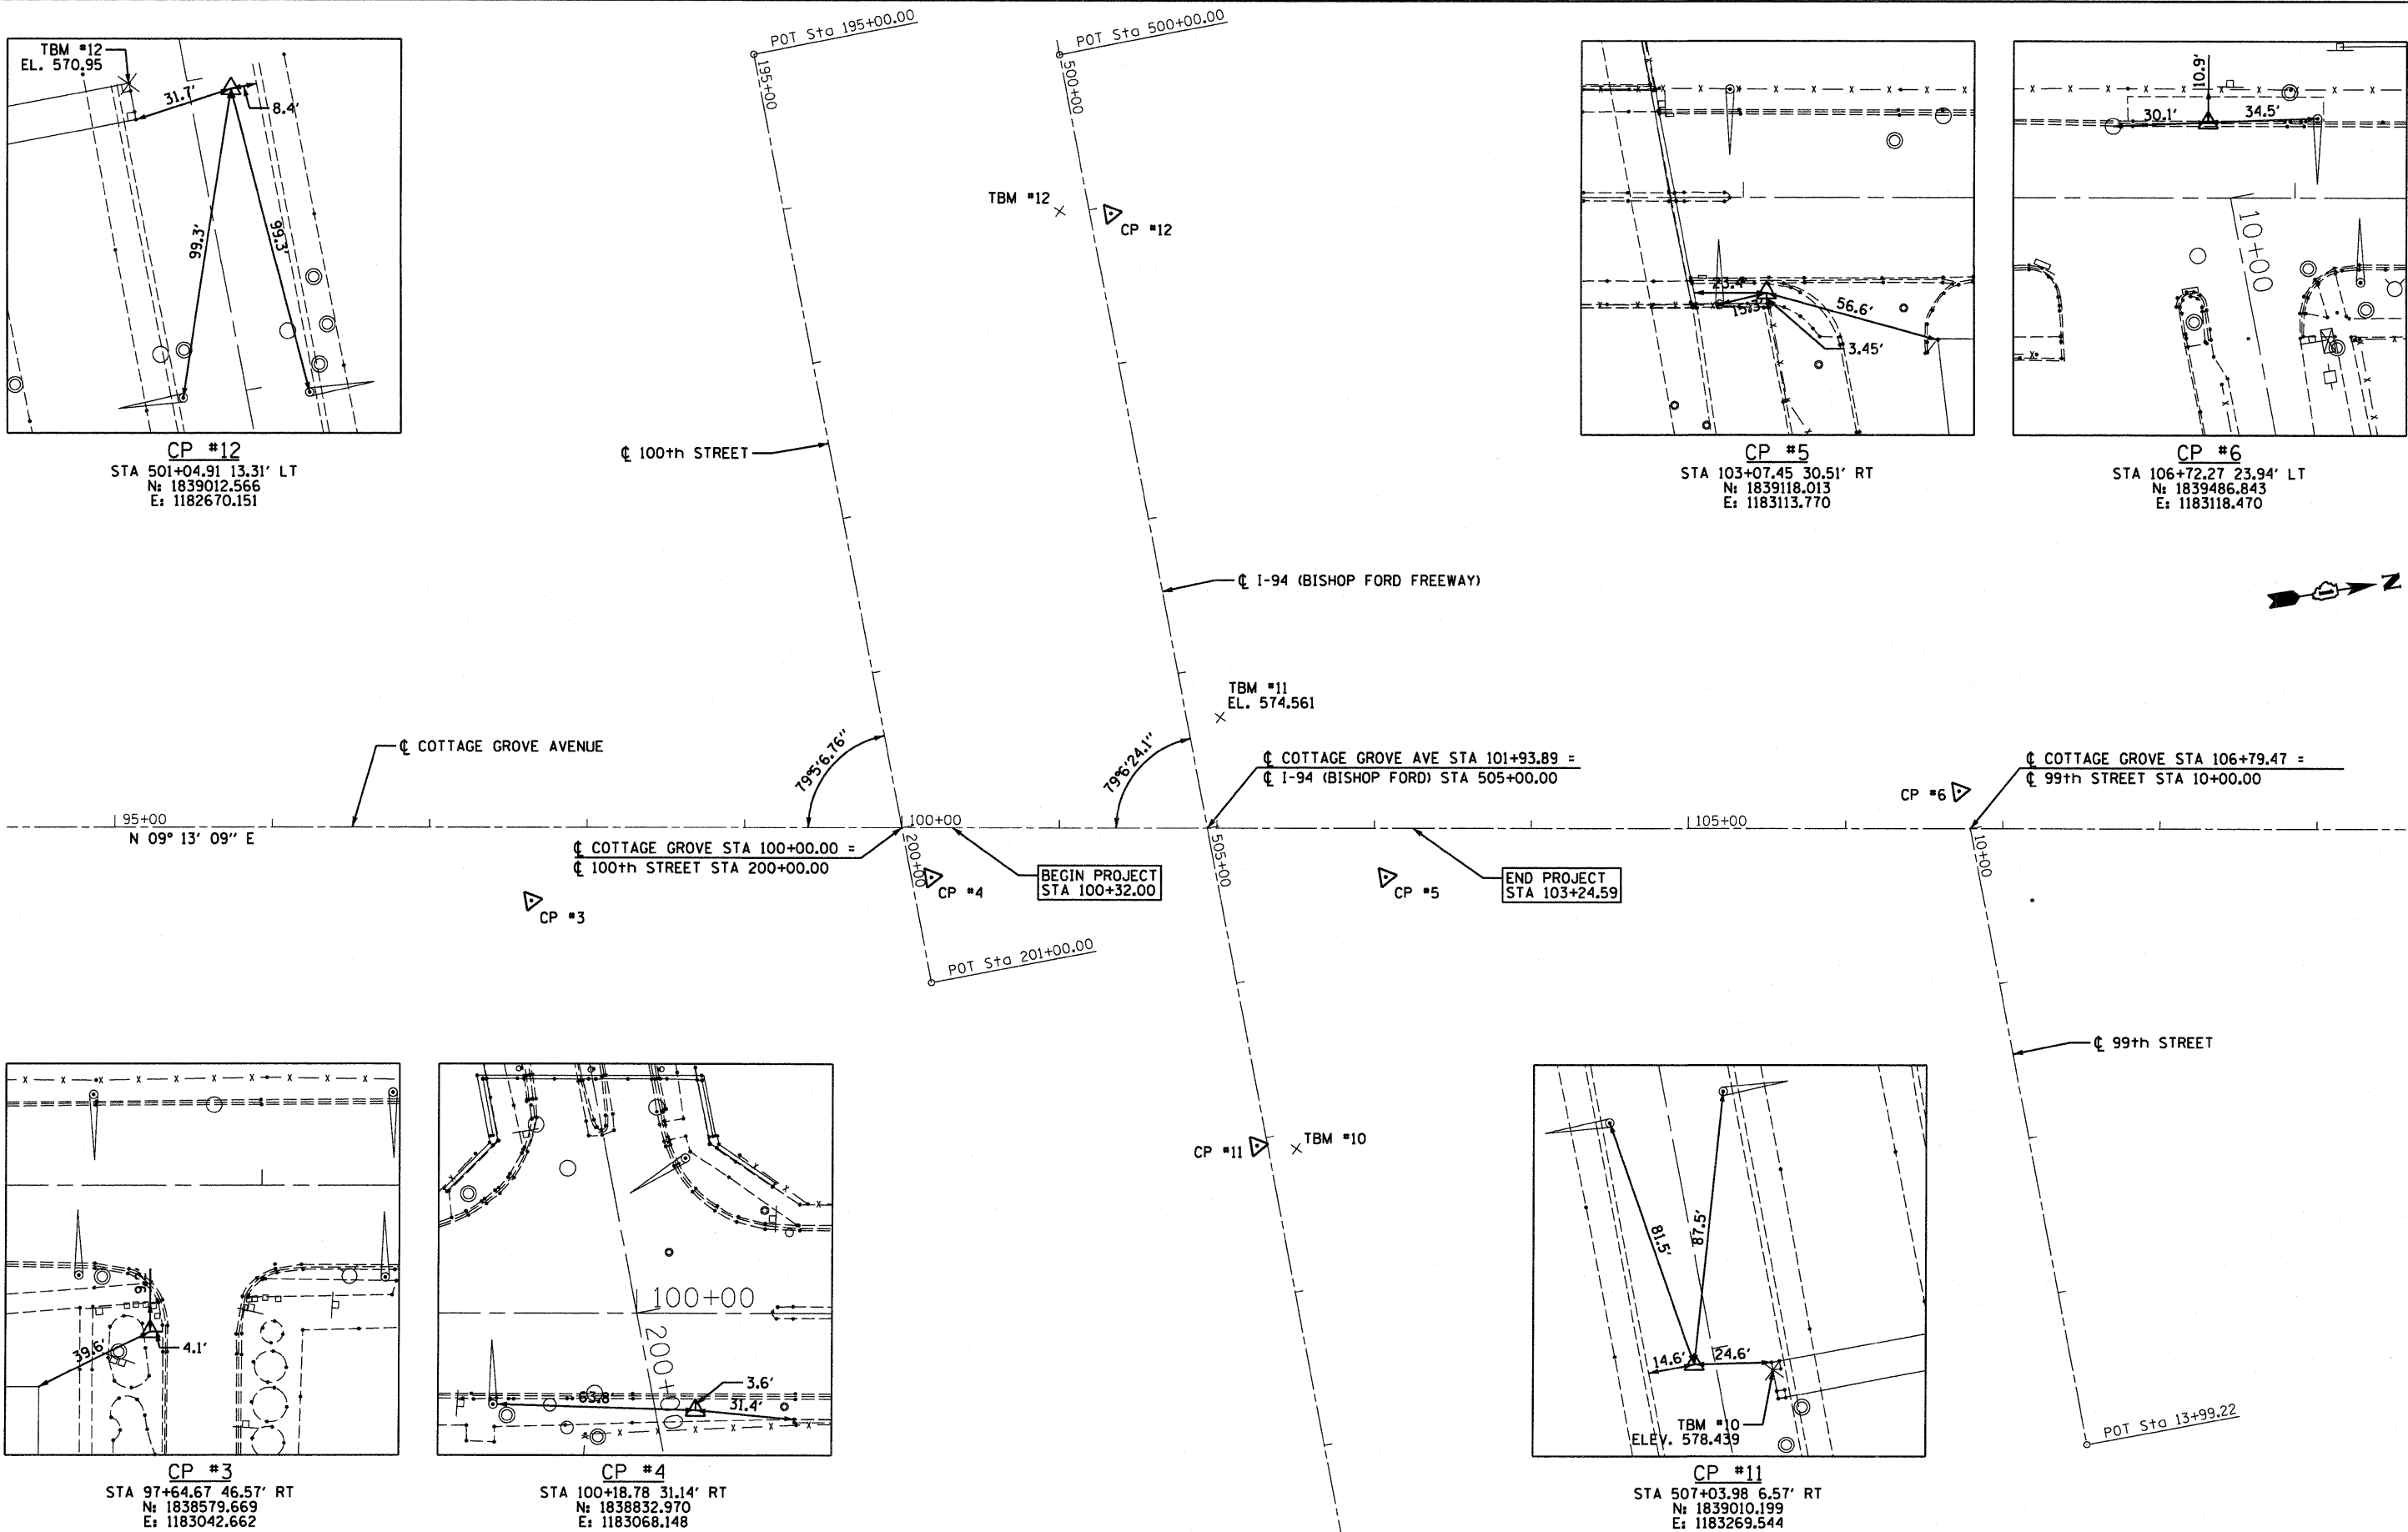 POT Sta 195+00.00
POT Sta 500+00.00
195+00
500+00
TBM #12
EL. 570.95
31.7'
8.4'
99.3'
99.3'
CP #12
STA 501+04.91 13.31' LT
N: 1839012.566
E: 1182670.151
TBM #12
CP #12
℄ 100th STREET
℄ I-94 (BISHOP FORD FREEWAY)
23.4'
15.3'
56.6'
3.45'
CP #5
STA 103+07.45 30.51' RT
N: 1839118.013
E: 1183113.770
10.9'
30.1'
34.5'
10+00
CP #6
STA 106+72.27 23.94' LT
N: 1839486.843
E: 1183118.470
N
TBM #11
EL. 574.561
℄ COTTAGE GROVE AVENUE
79°5'6.76"
79°6'24.1"
℄ COTTAGE GROVE AVE STA 101+93.89 =
℄ I-94 (BISHOP FORD) STA 505+00.00
℄ COTTAGE GROVE STA 106+79.47 =
℄ 99th STREET STA 10+00.00
CP #6
95+00
100+00
105+00
N 09° 13' 09" E
℄ COTTAGE GROVE STA 100+00.00 =
℄ 100th STREET STA 200+00.00
200+00
505+00
10+00
CP #3
CP #4
BEGIN PROJECT
STA 100+32.00
CP #5
END PROJECT
STA 103+24.59
POT Sta 201+00.00
℄ 99th STREET
CP #11
TBM #10
39.6'
4.1'
CP #3
STA 97+64.67 46.57' RT
N: 1838579.669
E: 1183042.662
100+00
200+00
63.8'
3.6'
31.4'
CP #4
STA 100+18.78 31.14' RT
N: 1838832.970
E: 1183068.148
81.5'
87.5'
14.6'
24.6'
TBM #10
ELEV. 578.439
CP #11
STA 507+03.98 6.57' RT
N: 1839010.199
E: 1183269.544
POT Sta 13+99.22